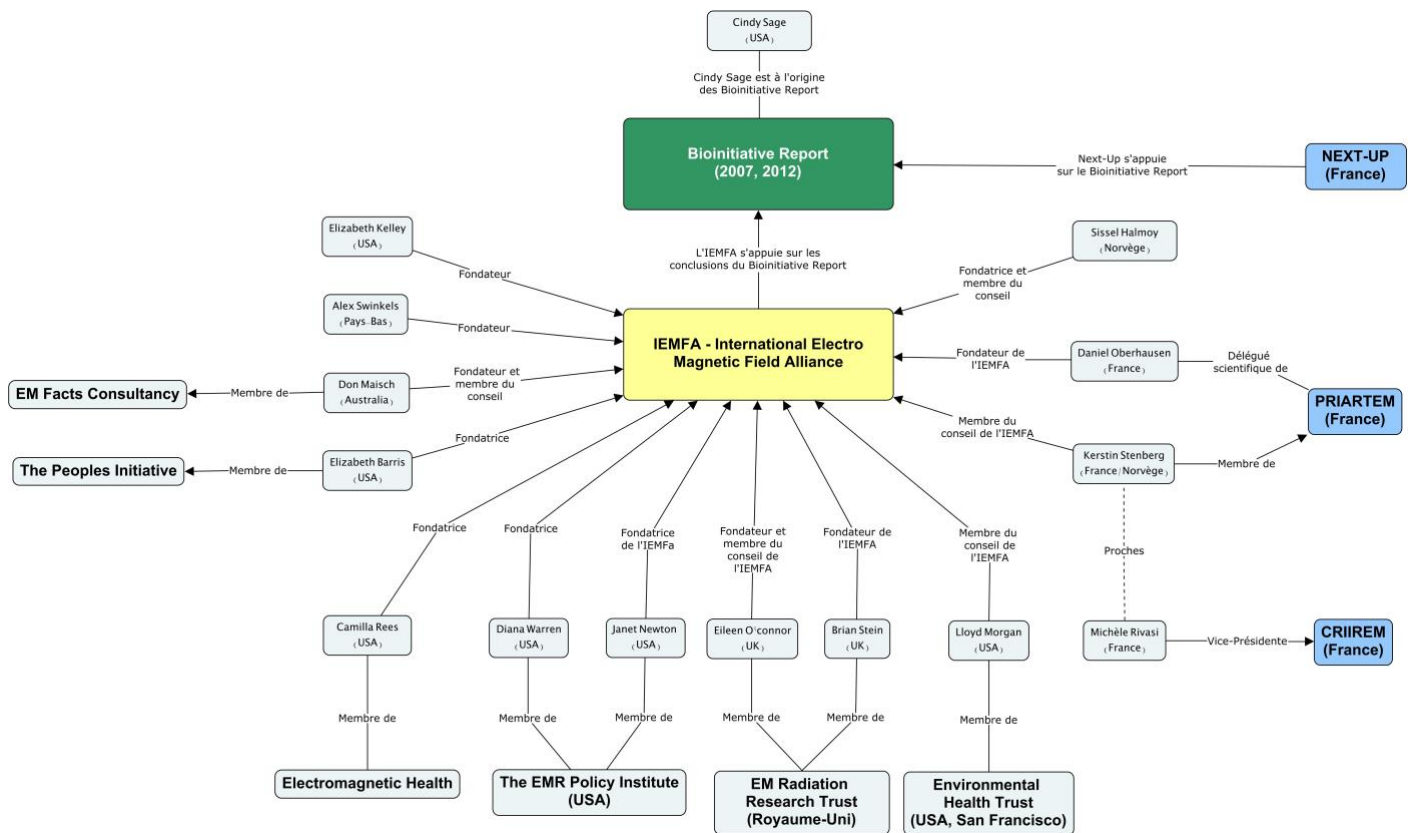 Cindy Sage
(USA)
Cindy Sage est à l'origine
des Bioinitiative Report
Bioinitiative Report
(2007, 2012)
Next-Up s'appuie
sur le Bioinitiative Report
NEXT-UP
(France)
Elizabeth Kelley
(USA)
Sissel Halmoy
(Norvège)
L'IEMFA s'appuie sur les
conclusions du Bioinitiative Report
Fondateur
Fondatrice et
membre du
conseil
Alex Swinkels
(Pays-Bas)
Fondateur
IEMFA - International Electro
Magnetic Field Alliance
Fondateur de
l'IEMFA
Daniel Oberhausen
(France)
Délégué
scientifique de
EM Facts Consultancy
Membre de
Don Maisch
(Australia)
Fondateur et
membre du
conseil
PRIARTEM
(France)
Membre du
conseil de l'IEMFA
Fondatrice
The Peoples Initiative
Membre de
Elizabeth Barris
(USA)
Kerstin Stenberg
(France/Norvège)
Membre de
Fondatrice
Fondatrice
Fondatrice
de l'IEMFa
Fondateur et
membre du
conseil de
l'IEMFA
Fondateur de
l'IEMFA
Membre du
conseil de
l'IEMFA
Proches
Camilla Rees
(USA)
Diana Warren
(USA)
Janet Newton
(USA)
Eileen O'connor
(UK)
Brian Stein
(UK)
Lloyd Morgan
(USA)
Michèle Rivasi
(France)
Vice-Présidente
CRIIREM
(France)
Membre de
Membre de
Membre de
Membre de
Membre de
Membre de
Electromagnetic Health
The EMR Policy Institute
(USA)
EM Radiation
Research Trust
(Royaume-Uni)
Environmental
Health Trust
(USA, San Francisco)